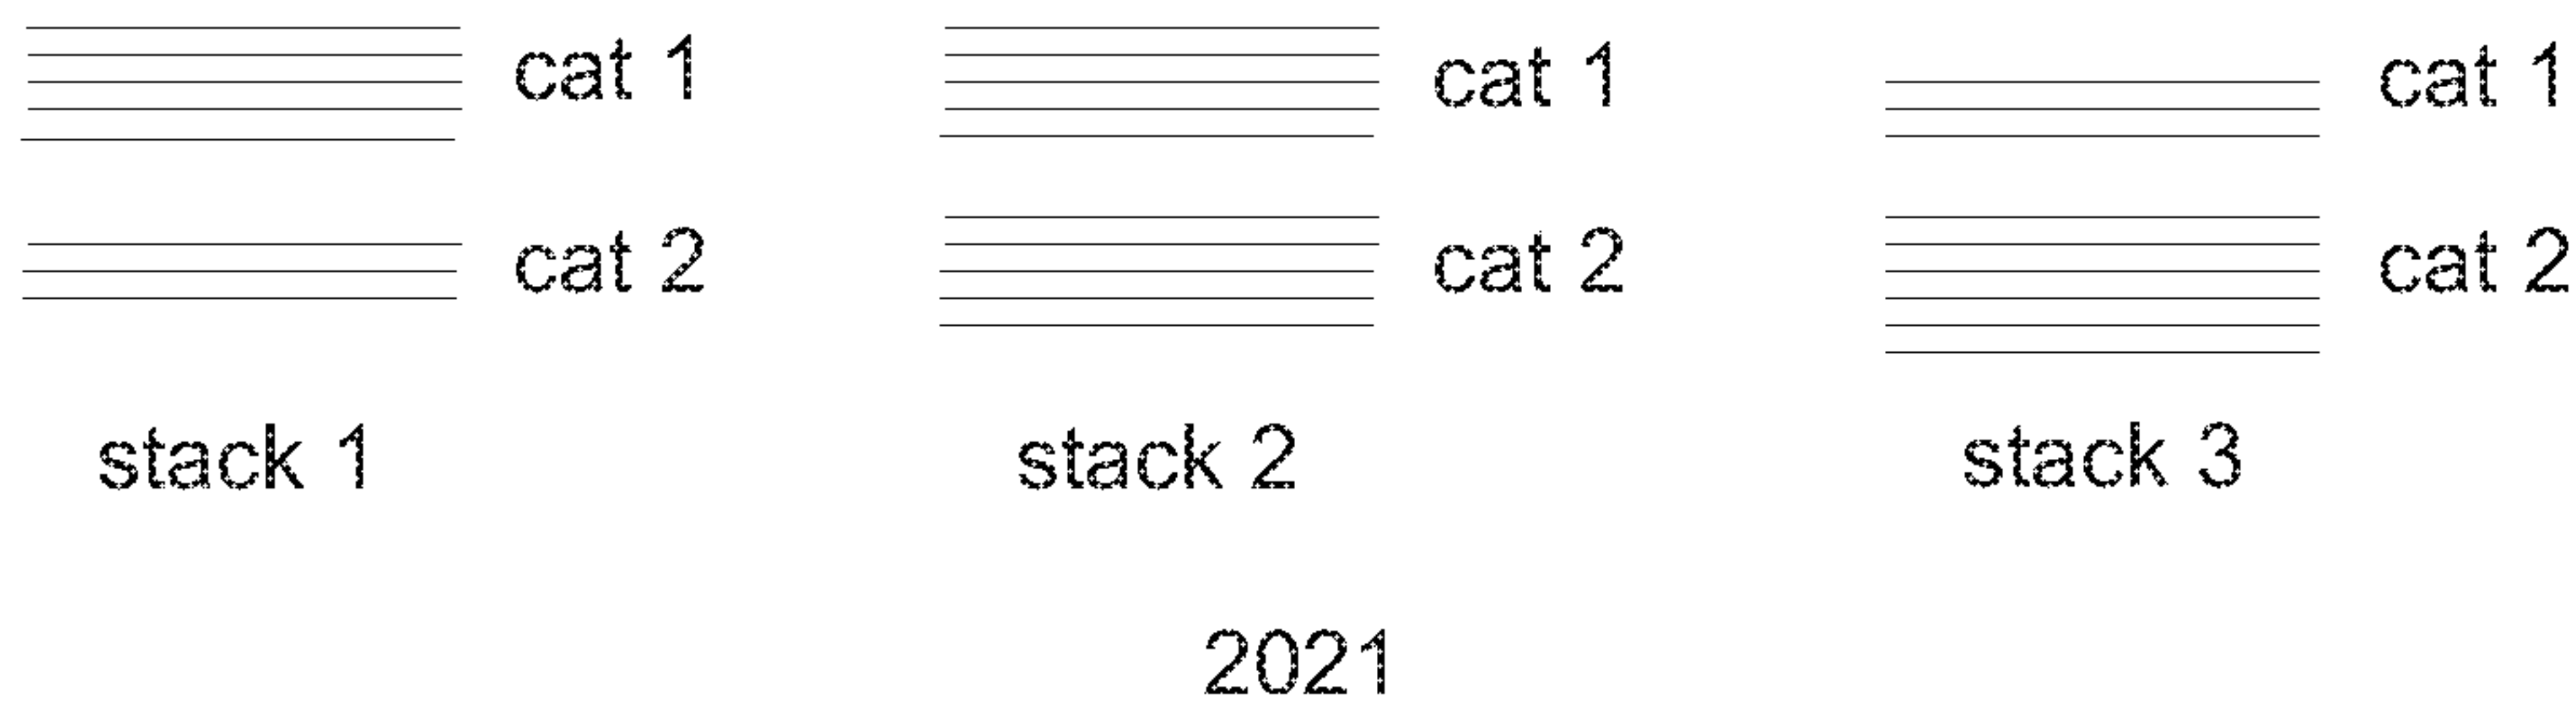 cat 1 cat 1 cat 1
cat 2 cat 2 cat 2
stack 1 stack 2 stack 3
2021